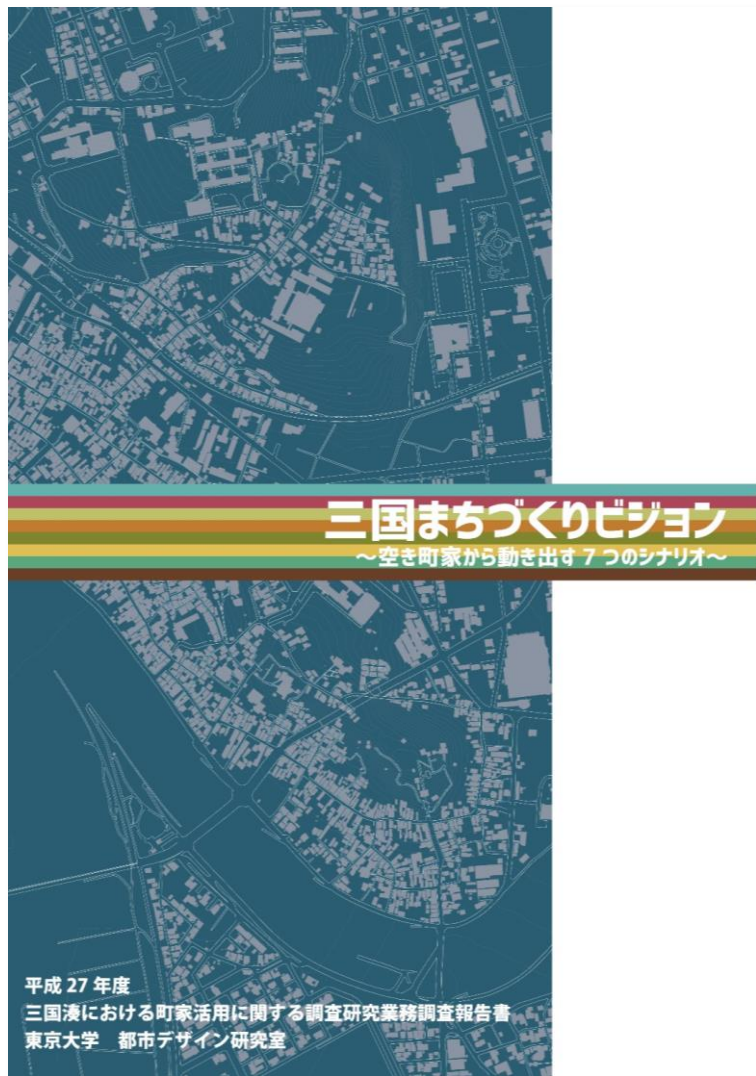 三国まちづくりビジョン
～空き町家から動き出す7つのシナリオ～
平成27年度
三国湊における町家活用に関する調査研究業務調査報告書
東京大学　都市デザイン研究室